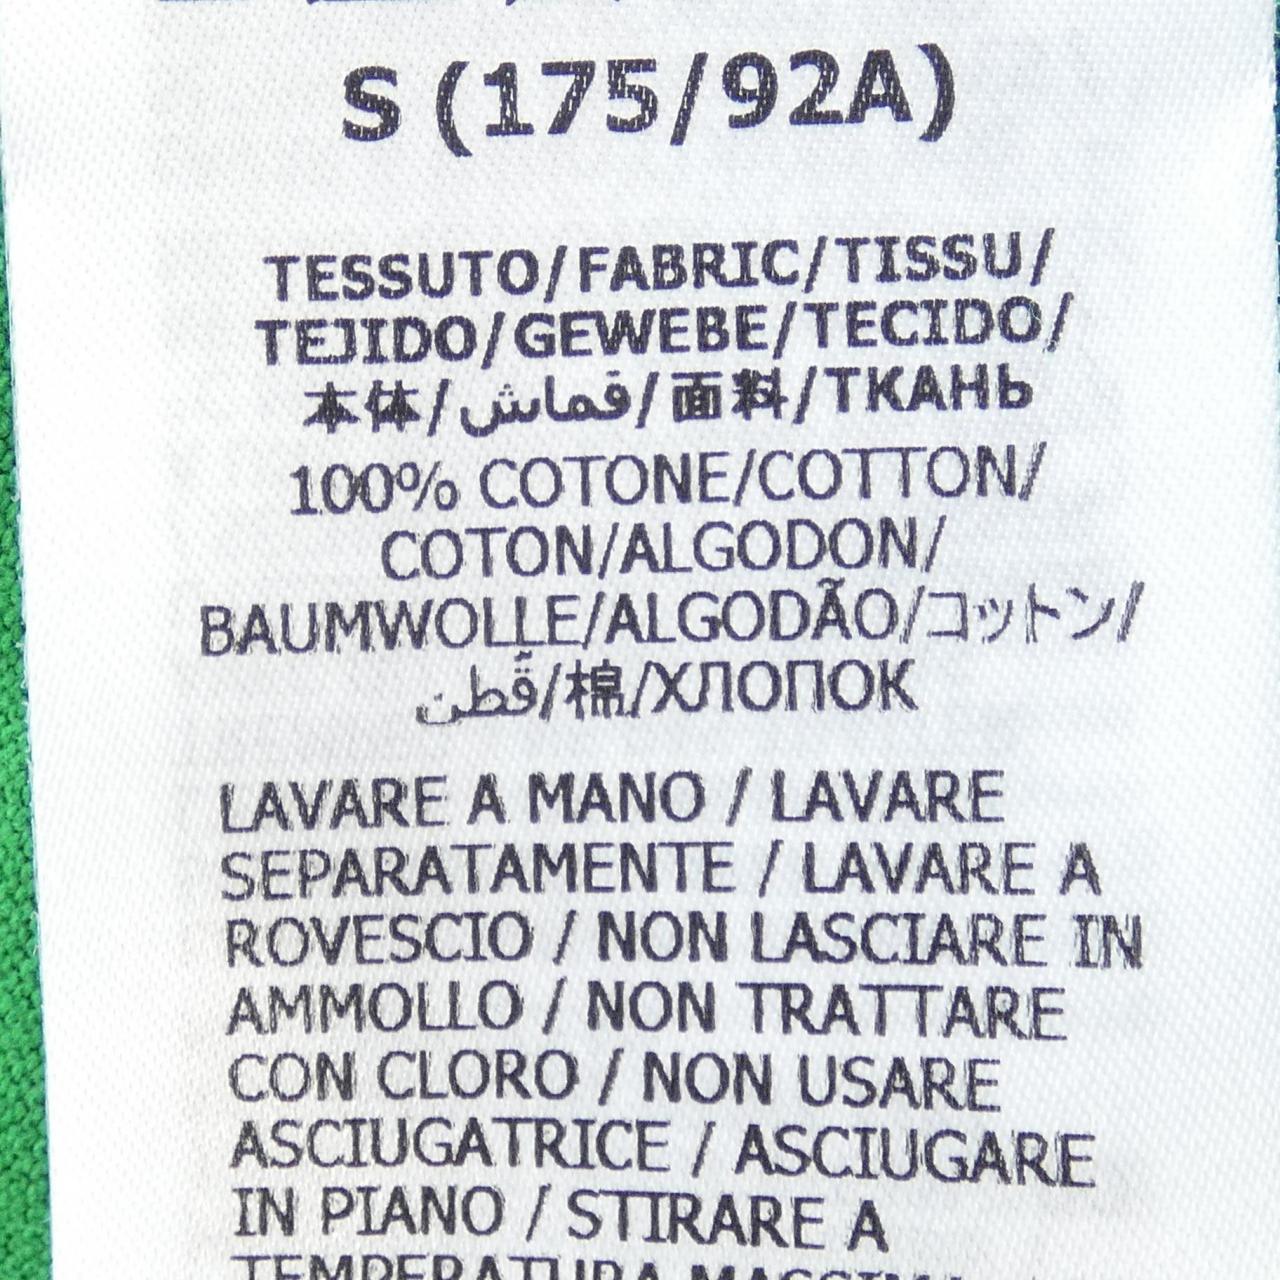 S (175/92A)
TESSUTO/FABRIC/TISSU/
TEJIDO/GEWEBE/TECIDO/
本体/قماش/面料/ТКАНЬ
100% COTONE/COTTON/
COTON/ALGODON/
BAUMWOLLE/ALGODÃO/コットン/
قطن/棉/ХЛОПОК
LAVARE A MANO / LAVARE
SEPARATAMENTE / LAVARE A
ROVESCIO / NON LASCIARE IN
AMMOLLO / NON TRATTARE
CON CLORO / NON USARE
ASCIUGATRICE / ASCIUGARE
IN PIANO / STIRARE A
TEMPERATURA